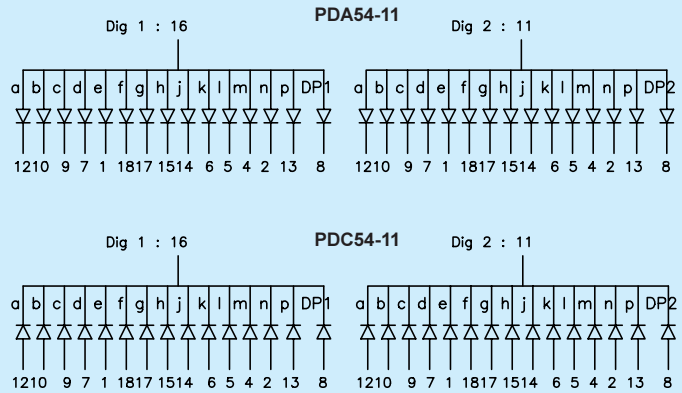 PDA54-11
Dig 1 : 16 Dig 2 : 11
a b c d e f g h j k l m n p DP1 a b c d e f g h j k l m n p DP2
12 10 9 7 1 18 17 15 14 6 5 4 2 13 8 12 10 9 7 1 18 17 15 14 6 5 4 2 13 8
PDC54-11
Dig 1 : 16 Dig 2 : 11
a b c d e f g h j k l m n p DP1 a b c d e f g h j k l m n p DP2
12 10 9 7 1 18 17 15 14 6 5 4 2 13 8 12 10 9 7 1 18 17 15 14 6 5 4 2 13 8